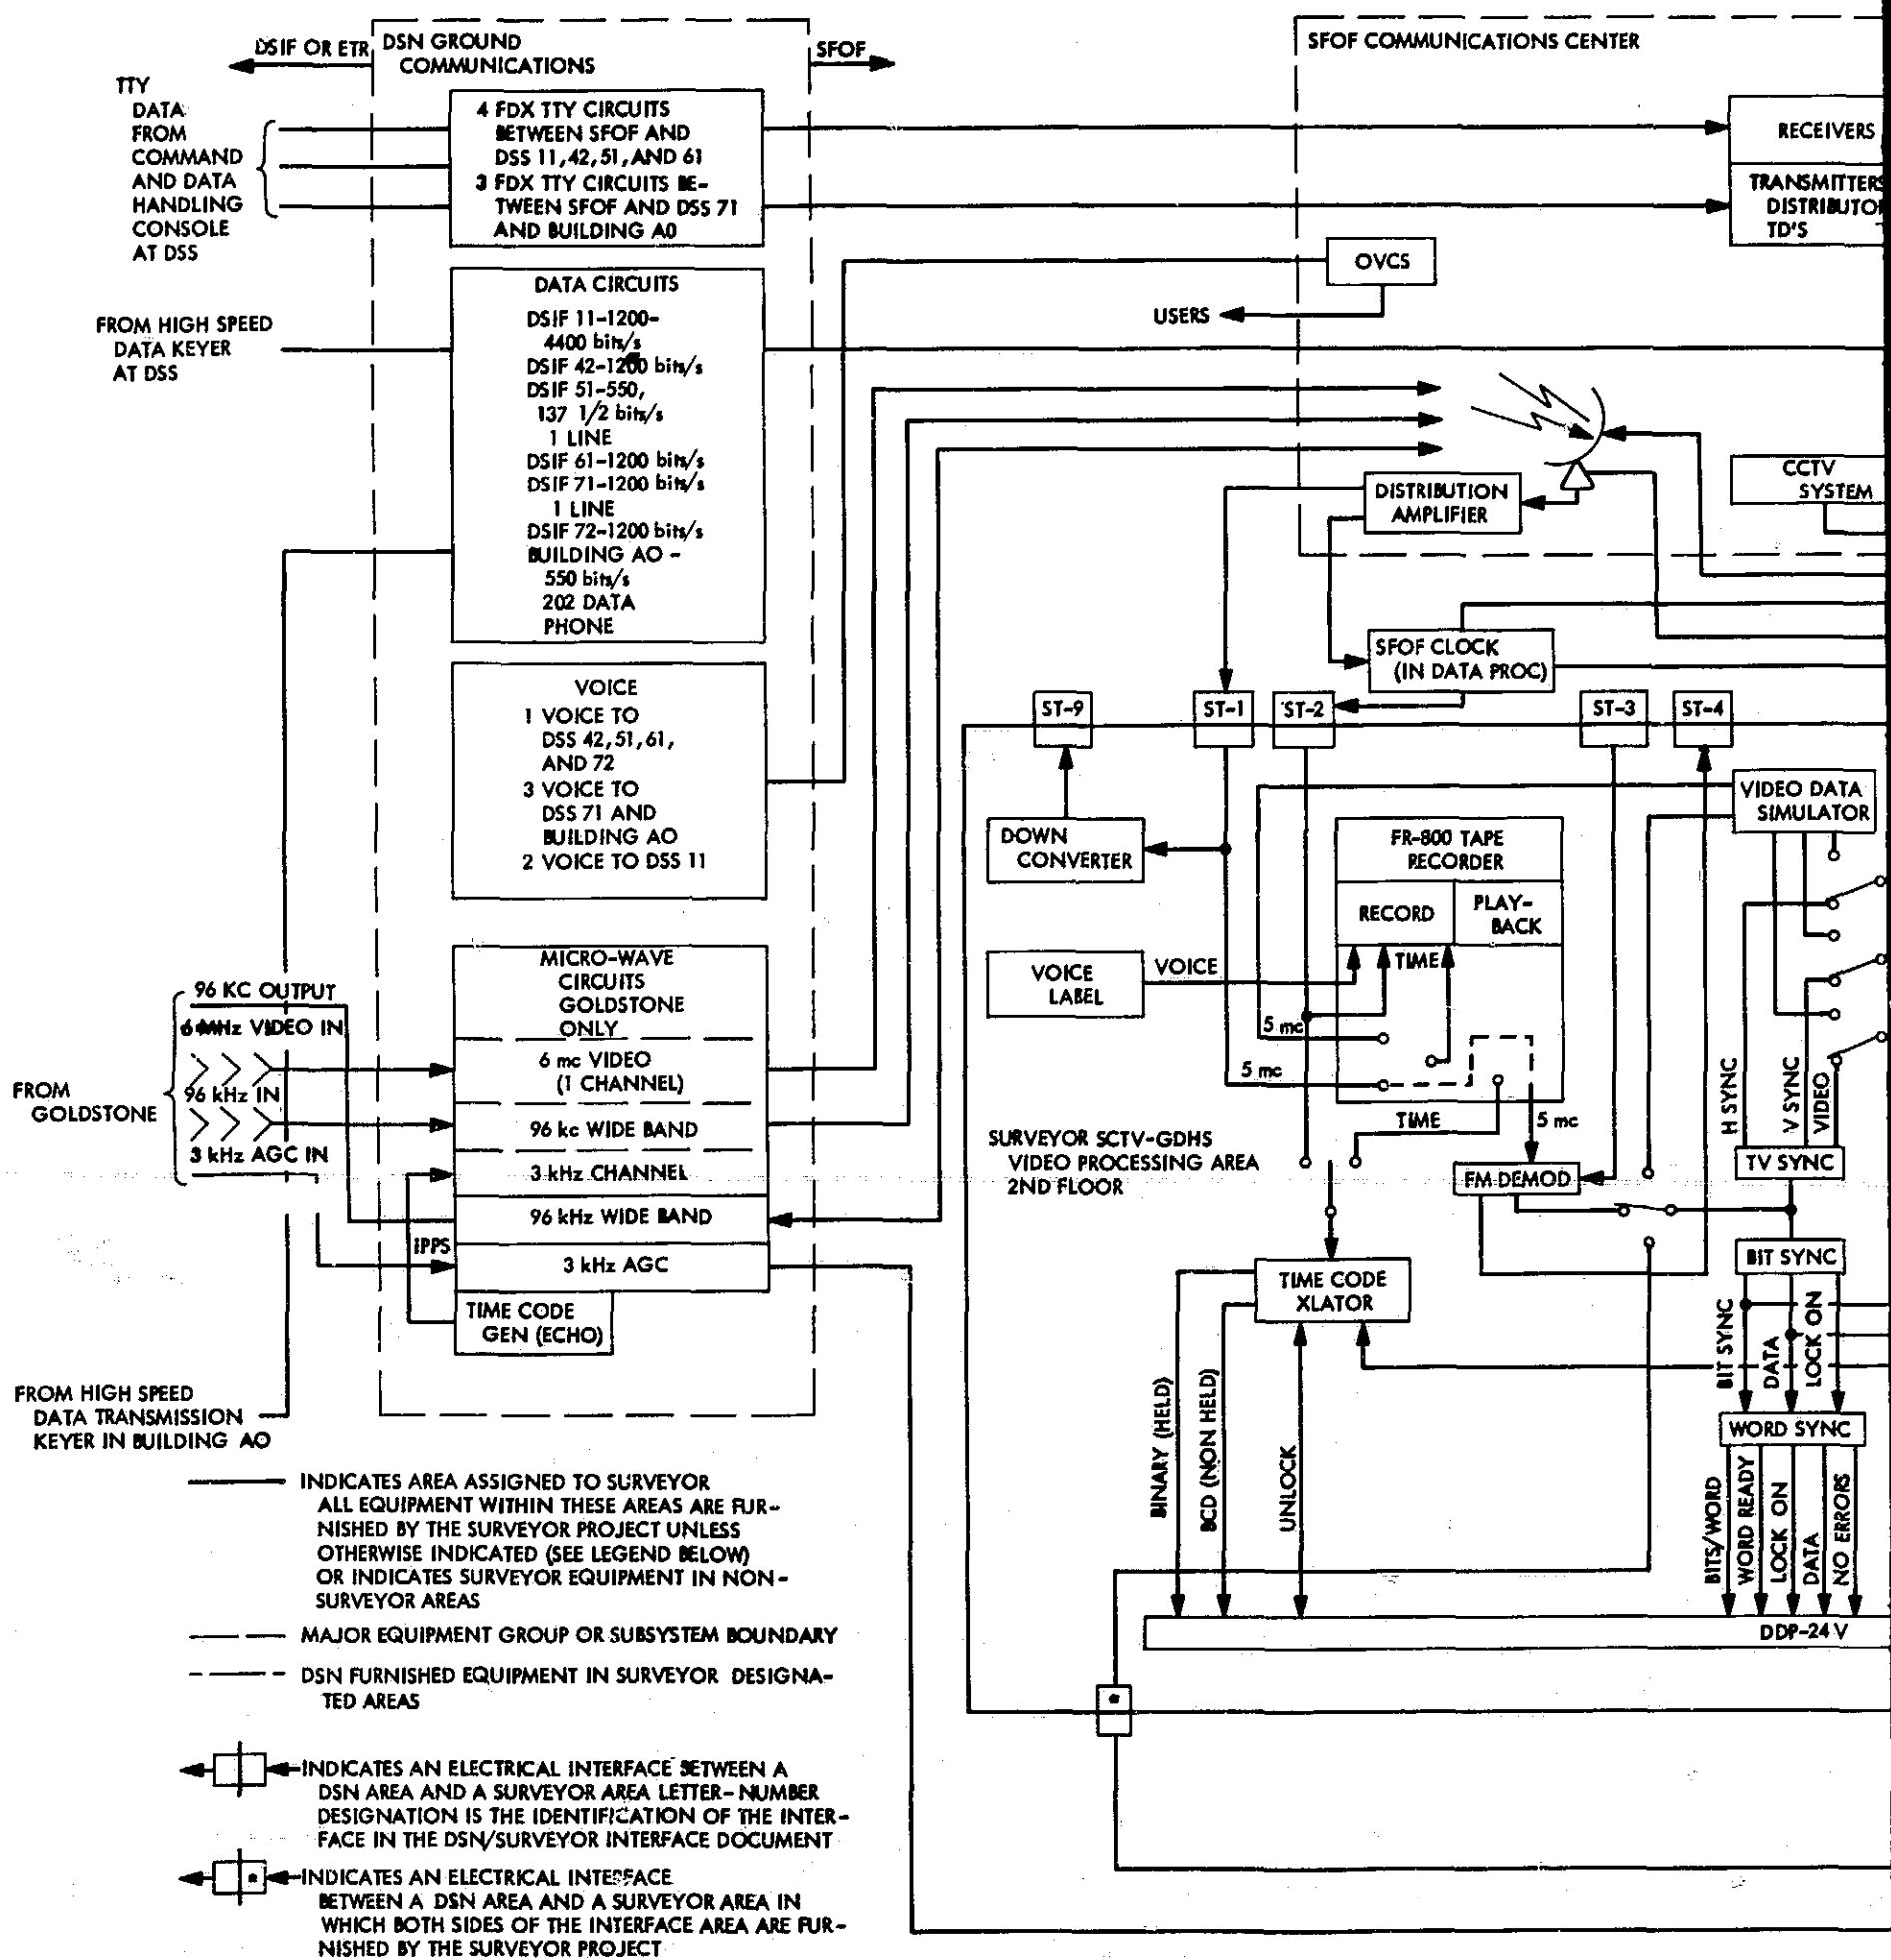 DSIF OR ETR
DSN GROUND
COMMUNICATIONS
SFOF
SFOF COMMUNICATIONS CENTER
TTY
DATA
FROM
COMMAND
AND DATA
HANDLING
CONSOLE
AT DSS
4 FDX TTY CIRCUITS
BETWEEN SFOF AND
DSS 11,42,51,AND 61
3 FDX TTY CIRCUITS BE-
TWEEN SFOF AND DSS 71
AND BUILDING AO
RECEIVERS
TRANSMITTERS
DISTRIBUTO
TD'S
OVCS
USERS
FROM HIGH SPEED
DATA KEYER
AT DSS
DATA CIRCUITS
DSIF 11-1200-
4400 bits/s
DSIF 42-1200 bits/s
DSIF 51-550,
137 1/2 bits/s
1 LINE
DSIF 61-1200 bits/s
DSIF 71-1200 bits/s
1 LINE
DSIF 72-1200 bits/s
BUILDING AO -
550 bits/s
202 DATA
PHONE
CCTV
SYSTEM
DISTRIBUTION
AMPLIFIER
SFOF CLOCK
(IN DATA PROC)
VOICE
1 VOICE TO
DSS 42,51,61,
AND 72
3 VOICE TO
DSS 71 AND
BUILDING AO
2 VOICE TO DSS 11
ST-9
ST-1
ST-2
ST-3
ST-4
VIDEO DATA
SIMULATOR
DOWN
CONVERTER
FR-800 TAPE
RECORDER
RECORD
PLAY-
BACK
VOICE
LABEL
VOICE
TIME
5 mc
5 mc
TIME
5 mc
H SYNC
V SYNC
VIDEO
SURVEYOR SCTV-GDHS
VIDEO PROCESSING AREA
2ND FLOOR
FM DEMOD
TV SYNC
BIT SYNC
96 KC OUTPUT
6 MHz VIDEO IN
96 kHz IN
3 kHz AGC IN
FROM
GOLDSTONE
MICRO-WAVE
CIRCUITS
GOLDSTONE
ONLY
6 mc VIDEO
(1 CHANNEL)
96 kc WIDE BAND
3 kHz CHANNEL
96 kHz WIDE BAND
IPPS
3 kHz AGC
TIME CODE
GEN (ECHO)
TIME CODE
XLATOR
BIT SYNC
DATA
LOCK ON
WORD SYNC
BINARY (HELD)
BCD (NON HELD)
UNLOCK
BITS/WORD
WORD READY
LOCK ON
DATA
NO ERRORS
DDP-24 V
FROM HIGH SPEED
DATA TRANSMISSION
KEYER IN BUILDING AO
INDICATES AREA ASSIGNED TO SURVEYOR
ALL EQUIPMENT WITHIN THESE AREAS ARE FUR-
NISHED BY THE SURVEYOR PROJECT UNLESS
OTHERWISE INDICATED (SEE LEGEND BELOW)
OR INDICATES SURVEYOR EQUIPMENT IN NON-
SURVEYOR AREAS
MAJOR EQUIPMENT GROUP OR SUBSYSTEM BOUNDARY
DSN FURNISHED EQUIPMENT IN SURVEYOR DESIGNA-
TED AREAS
INDICATES AN ELECTRICAL INTERFACE BETWEEN A
DSN AREA AND A SURVEYOR AREA LETTER-NUMBER
DESIGNATION IS THE IDENTIFICATION OF THE INTER-
FACE IN THE DSN/SURVEYOR INTERFACE DOCUMENT
INDICATES AN ELECTRICAL INTERFACE
BETWEEN A DSN AREA AND A SURVEYOR AREA IN
WHICH BOTH SIDES OF THE INTERFACE AREA ARE FUR-
NISHED BY THE SURVEYOR PROJECT